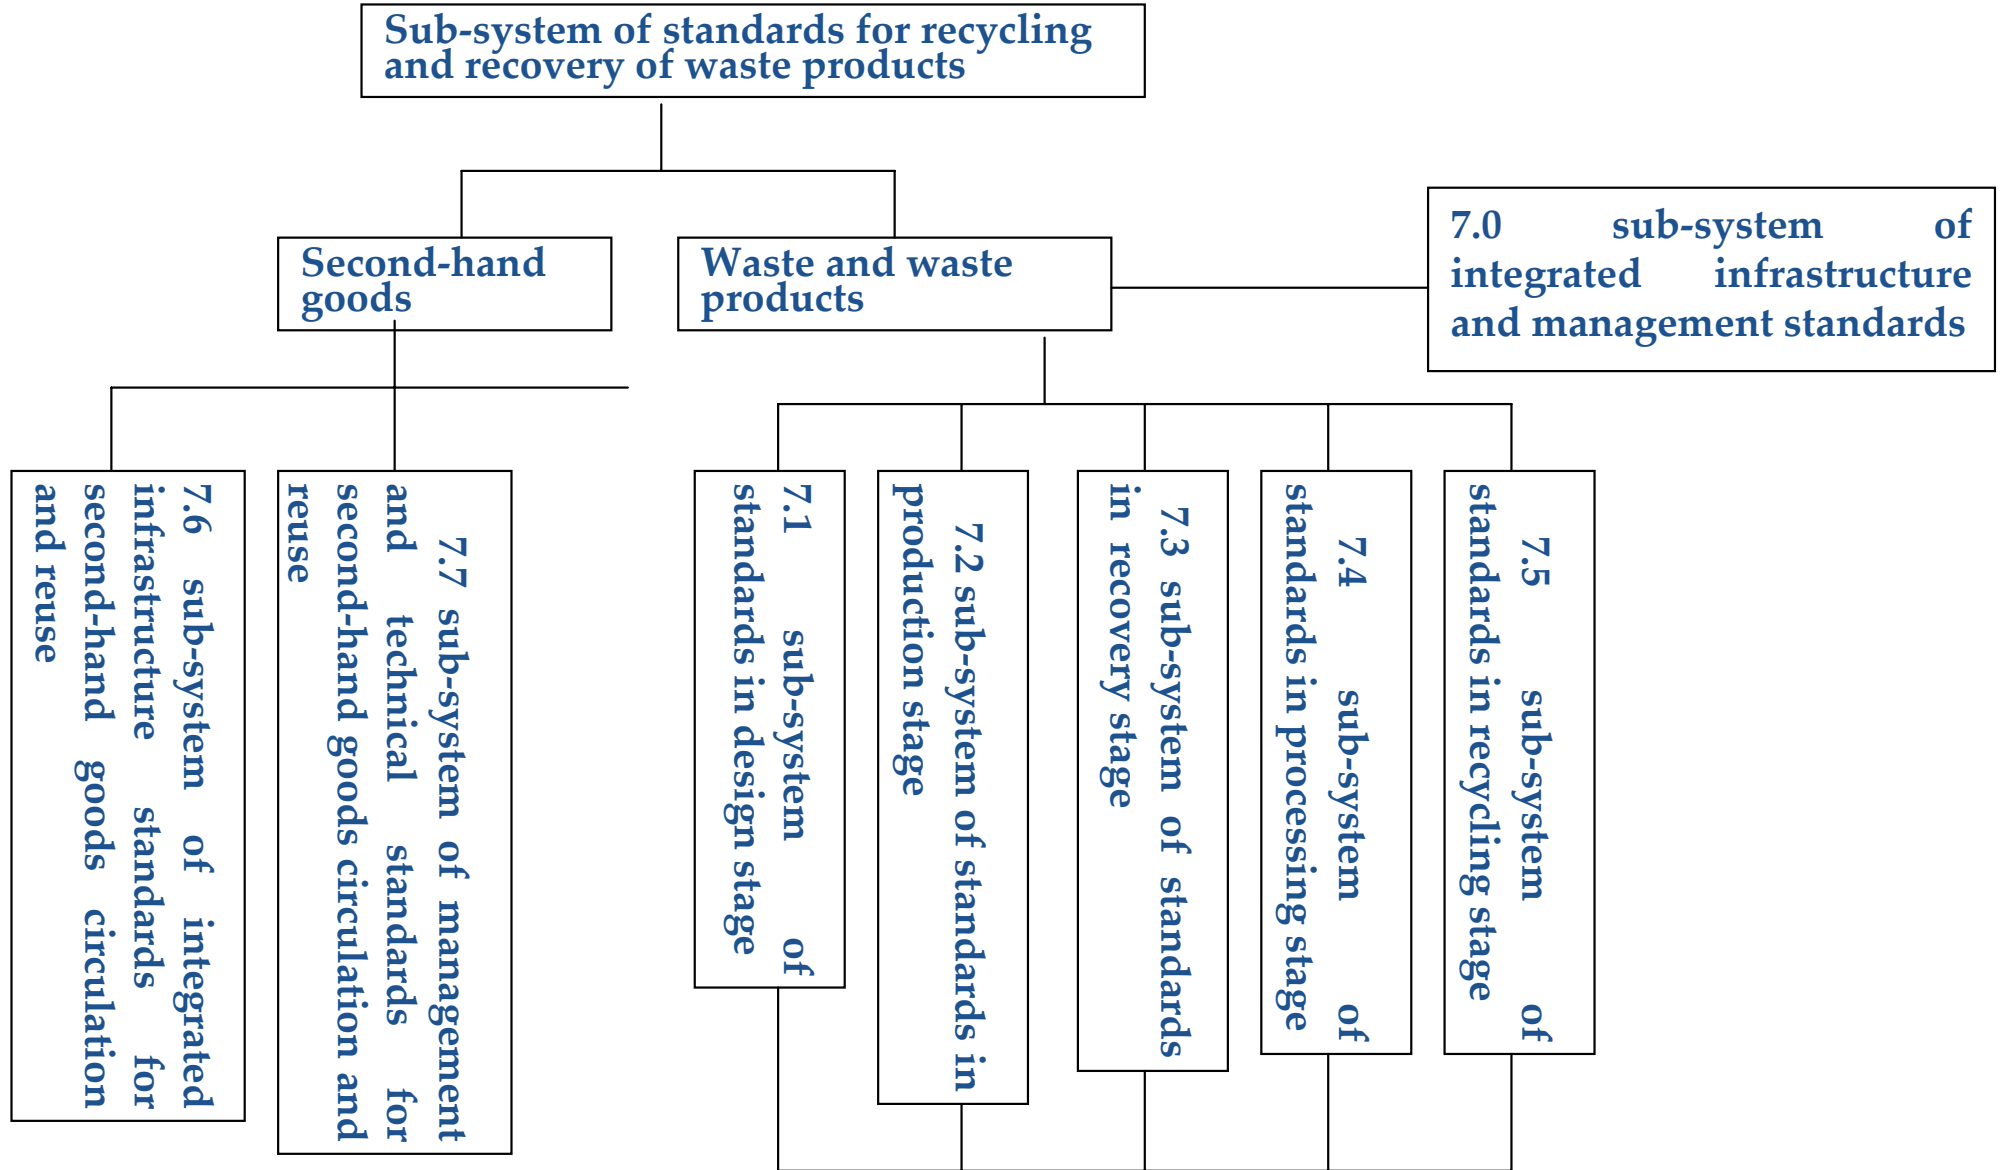 Sub-system of standards for recycling
and recovery of waste products
Second-hand
goods
Waste and waste
products
7.0 sub-system of
integrated infrastructure
and management standards
7.6 sub-system of integrated
infrastructure standards for
second-hand goods circulation
and reuse
7.7 sub-system of management
and technical standards for
second-hand goods circulation and
reuse
7.1 sub-system of
standards in design stage
7.2 sub-system of standards in
production stage
7.3 sub-system of standards
in recovery stage
7.4 sub-system of
standards in processing stage
7.5 sub-system of
standards in recycling stage